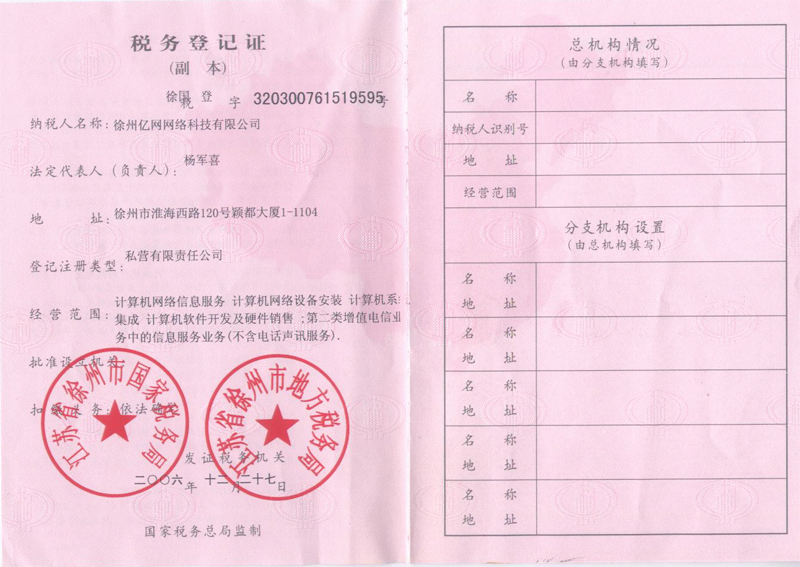 税务登记证
(副 本)
徐国 登
税 字 320300761519595号
纳税人名称: 徐州亿网网络科技有限公司
法定代表人(负责人): 杨军喜
地 址: 徐州市淮海西路120号颖都大厦1-1104
登记注册类型: 私营有限责任公司
经营范围: 计算机网络信息服务 计算机网络设备安装 计算机系统
集成 计算机软件开发及硬件销售 ;第二类增值电信业
务中的信息服务业务(不含电话声讯服务).
批准设立机关
扣缴义务: 依法确定
江苏省徐州市国家税务局
江苏省徐州市地方税务局
发证税务机关
二〇〇六 年 十二 月 二十七 日
国家税务总局监制
总机构情况
(由分支机构填写)
名 称
纳税人识别号
地 址
经营范围
分支机构设置
(由总机构填写)
名 称
地 址
名 称
地 址
名 称
地 址
名 称
地 址
名 称
地 址